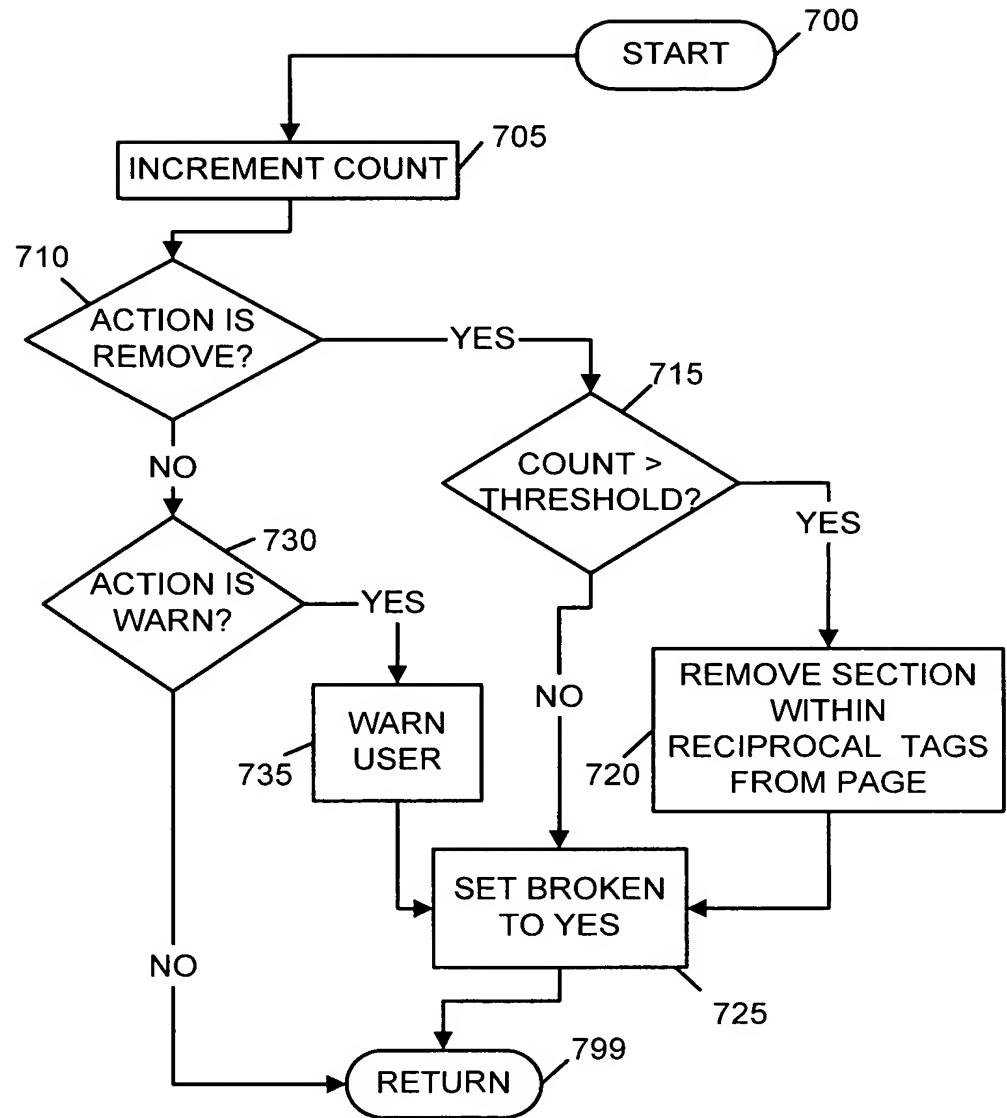 START
700
INCREMENT COUNT
705
710
ACTION IS
REMOVE?
YES
715
NO
COUNT >
THRESHOLD?
YES
730
ACTION IS
WARN?
YES
NO
WARN
USER
735
REMOVE SECTION
WITHIN
RECIPROCAL TAGS
FROM PAGE
720
SET BROKEN
TO YES
725
NO
RETURN
799